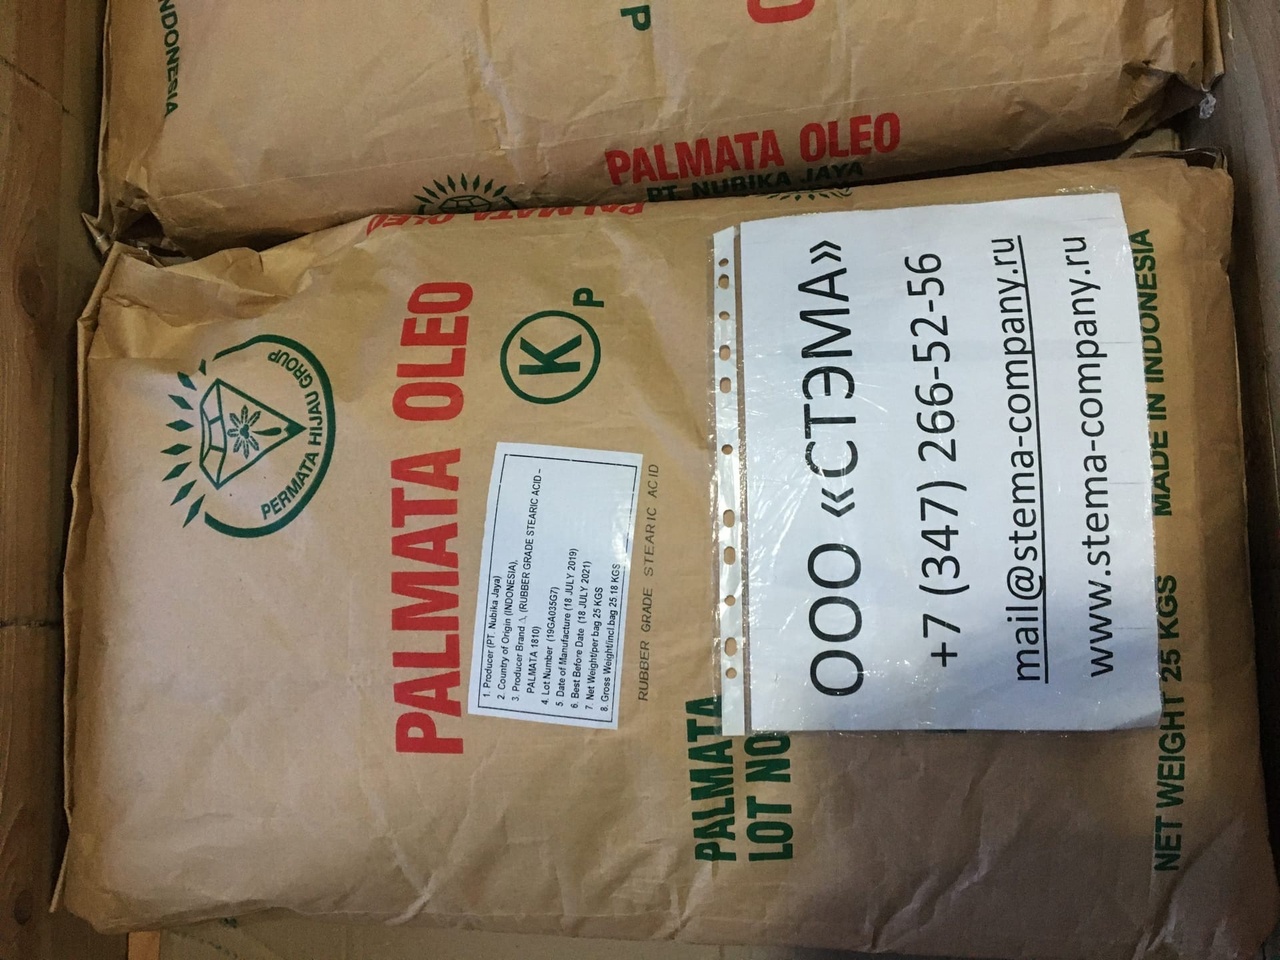 INDONESIA
P
PALMATA OLEO
PT. NUBIKA JAYA
PALMATA OLEO
PERMATA HIJAU GROUP
PALMATA OLEO
K
P
1. Producer (PT. Nubika Jaya)
2. Country of Origin (INDONESIA),
3. Producer Brand (RUBBER GRADE STEARIC ACID –
PALMATA 1810)
4. Lot Number (19GA035G7)
5. Date of Manufacture (18 JULY 2019)
6. Best Before Date (18 JULY 2021)
7. Net Weight/per bag 25 KGS
8. Gross Weight/incl.bag 25.18 KGS
RUBBER GRADE STEARIC ACID
PALMATA
LOT NO
ООО «СТЭМА»
+7 (347) 266-52-56
mail@stema-company.ru
www.stema-company.ru
NET WEIGHT 25 KGS MADE IN INDONESIA